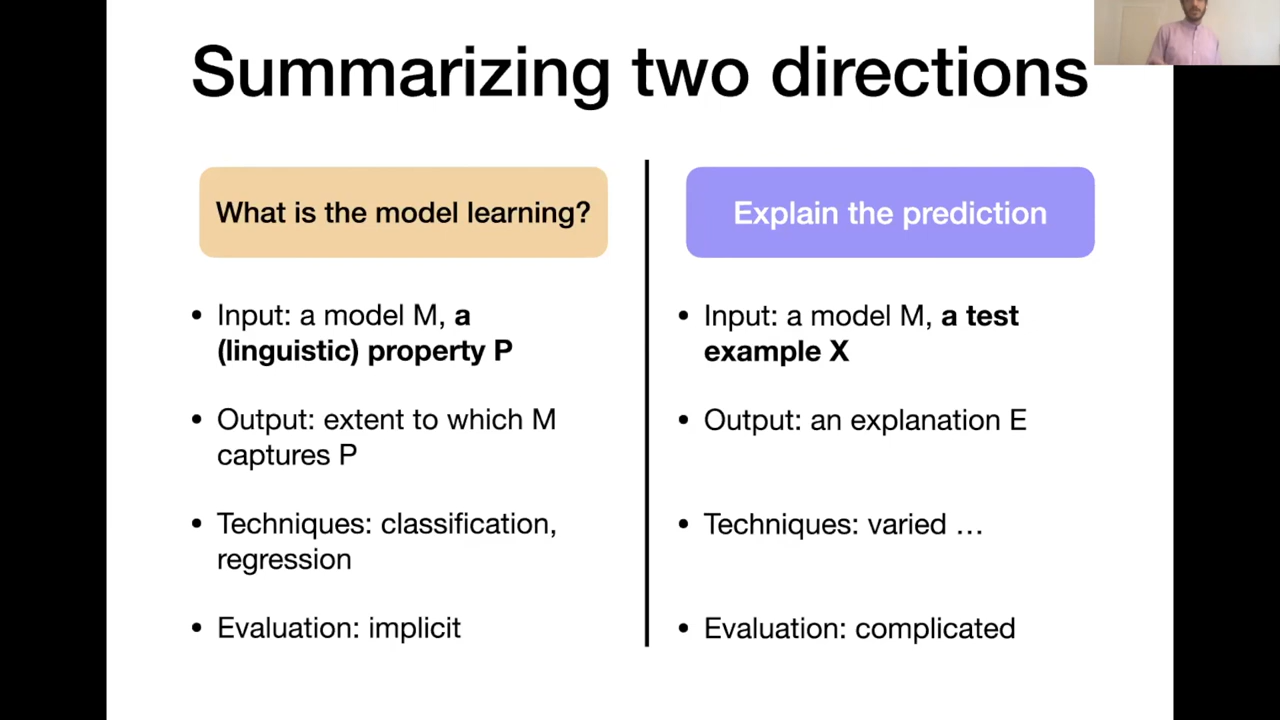 Summarizing two directions
What is the model learning?
• Input: a model M, a
(linguistic) property P
• Output: extent to which M
captures P
• Techniques: classification,
regression
• Evaluation: implicit
Explain the prediction
• Input: a model M, a test
example X
• Output: an explanation E
• Techniques: varied …
• Evaluation: complicated